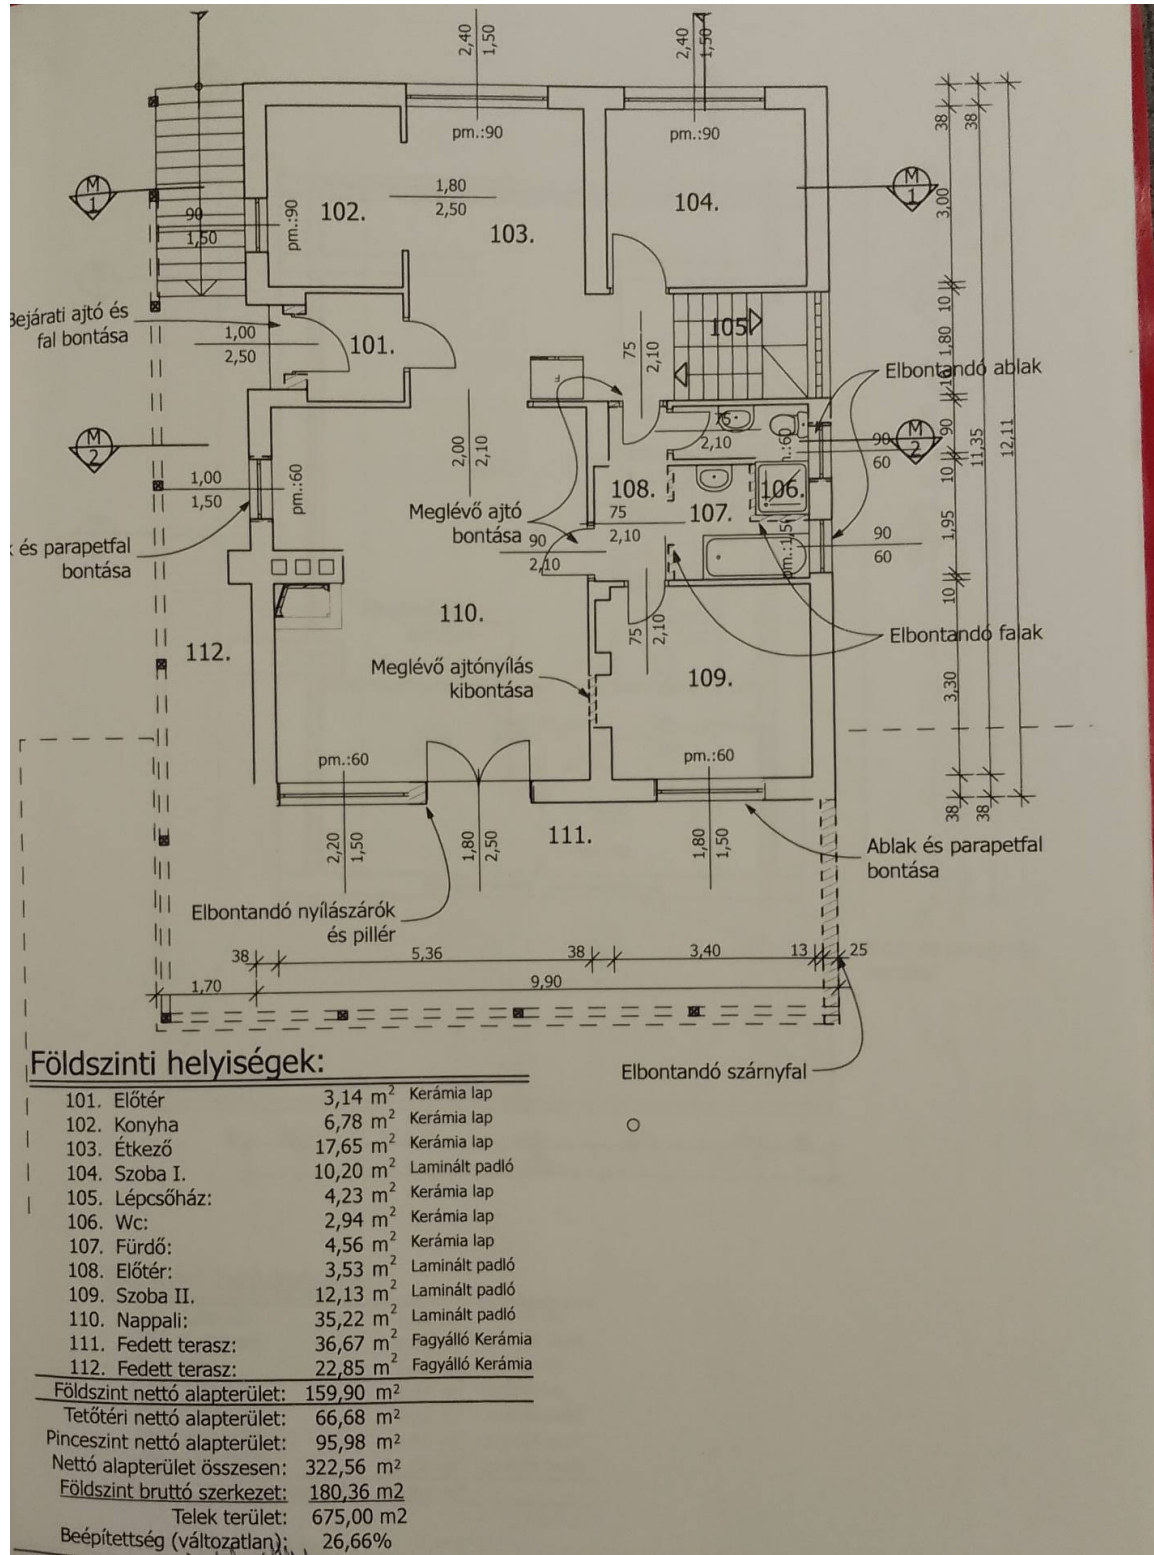 2,40
1,50
2,40
1,50
pm.:90
pm.:90
38
38
M
1
M
1
102.
1,80
2,50
103.
104.
90
1,50
pm.:90
3,00
Bejárati ajtó és
fal bontása
1,00
2,50
101.
105.
75
2,10
F
10
1,80
10
Elbontandó ablak
12,11
11,35
M
2
M
2
2,00
2,10
75
2,10
90
60
90
10
1,00
1,50
pm.:60
108.
106.
107.
Meglévő ajtó
bontása
75
2,10
90
2,10
pm.:1,50
90
60
1,95
és parapetfal
bontása
10
110.
75
2,10
Elbontandó falak
112.
Meglévő ajtónyílás
kibontása
109.
3,30
pm.:60
pm.:60
38
38
2,20
1,50
1,80
2,50
111.
1,80
1,50
Ablak és parapetfal
bontása
Elbontandó nyílászárók
és pillér
38
5,36
38
3,40
13
25
1,70
9,90
Elbontandó szárnyfal
Földszinti helyiségek:
101. Előtér 3,14 m² Kerámia lap
102. Konyha 6,78 m² Kerámia lap
103. Étkező 17,65 m² Kerámia lap
104. Szoba I. 10,20 m² Laminált padló
105. Lépcsőház: 4,23 m² Kerámia lap
106. Wc: 2,94 m² Kerámia lap
107. Fürdő: 4,56 m² Kerámia lap
108. Előtér: 3,53 m² Laminált padló
109. Szoba II. 12,13 m² Laminált padló
110. Nappali: 35,22 m² Laminált padló
111. Fedett terasz: 36,67 m² Fagyálló Kerámia
112. Fedett terasz: 22,85 m² Fagyálló Kerámia
Földszint nettó alapterület: 159,90 m²
Tetőtéri nettó alapterület: 66,68 m²
Pinceszint nettó alapterület: 95,98 m²
Nettó alapterület összesen: 322,56 m²
Földszint bruttó szerkezet: 180,36 m2
Telek terület: 675,00 m2
Beépítettség (változatlan): 26,66%